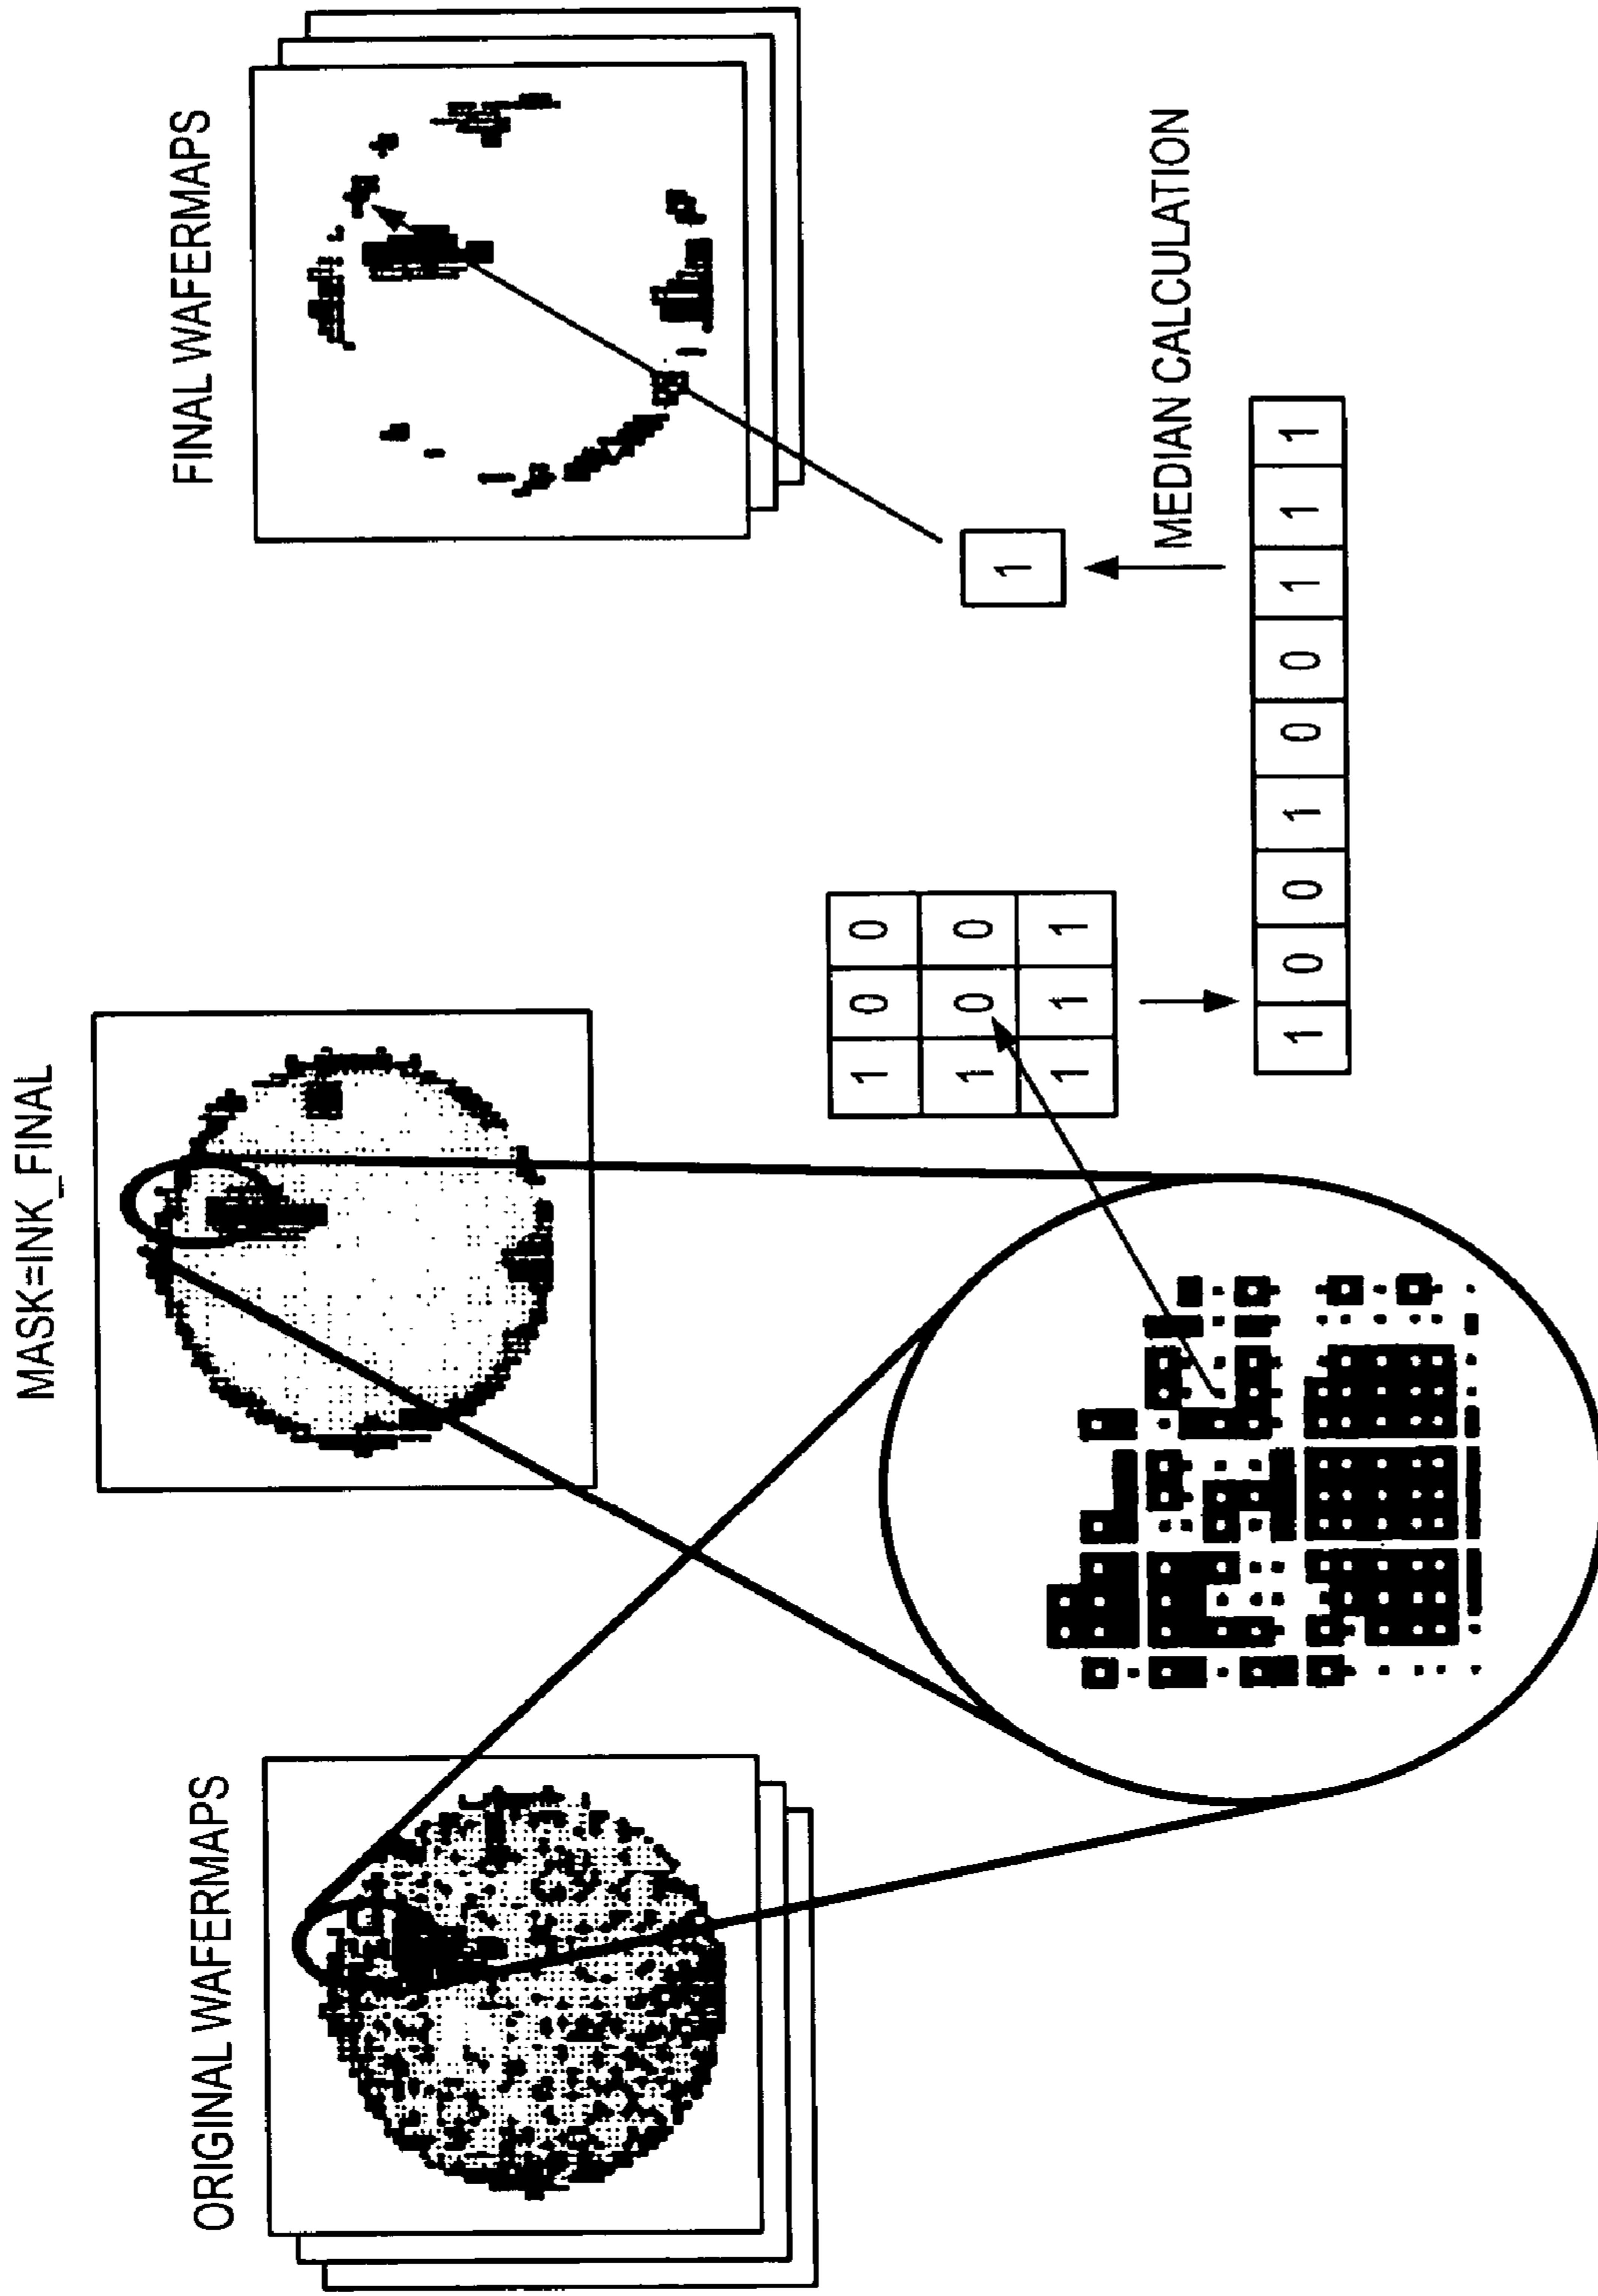 MASK=INK_FINAL
ORIGINAL WAFERMAPS
FINAL WAFERMAPS
1 0 0
1 0 0
1 1 1
1
MEDIAN CALCULATION
1 0 0 1 0 0 1 1 1